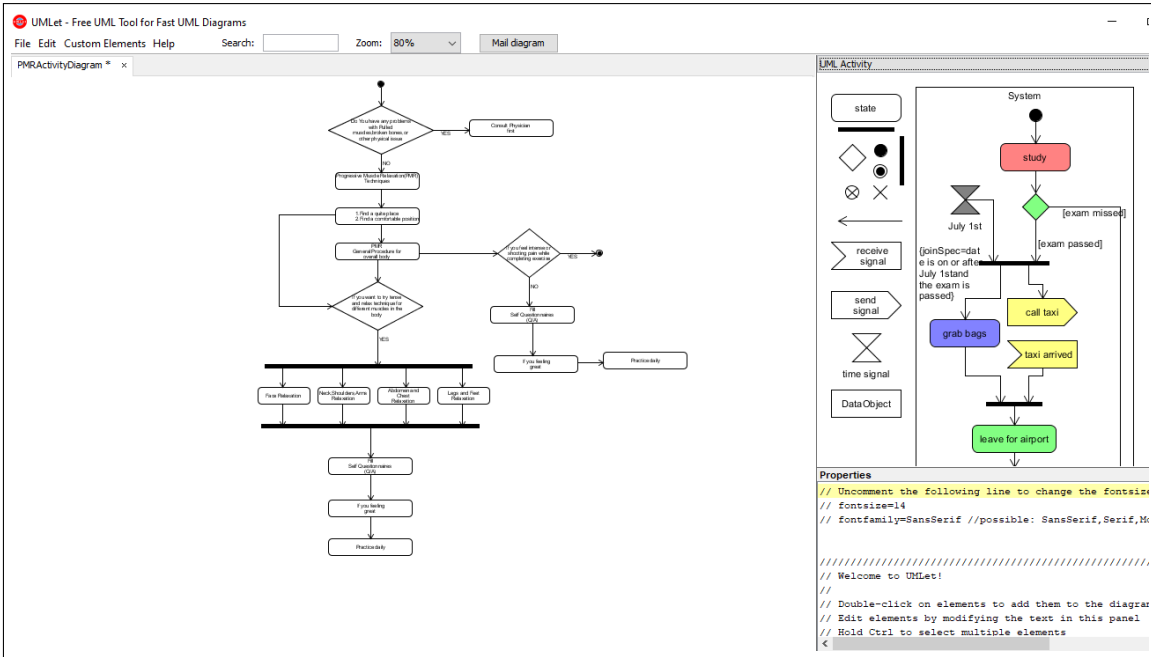 UMLet - Free UML Tool for Fast UML Diagrams
File Edit Custom Elements Help Search: Zoom: 80% Mail diagram
PMRActivityDiagram * ×
Do You have any problems
with Pulled
muscles,broken bones, or
other physical issue
YES
Consult Physician
first
NO
Progressive Muscle Relaxation(PMR)
Techniques
1. Find a quite place
2. Find a comfortable position
PMR
General Procedure for
overall body
If you feel intense or
shooting pain while
completing exercise
YES
NO
If you want to try tense
and relax technique for
different muscles in the
body
YES
Fill
Self Questionnaires
(Q/A)
If you feeling
great
Practice daily
Face Relaxation
Neck,Shoulders Arms
Relaxation
Abdomen and
Chest
Relaxation
Legs and Feet
Relaxation
Fill
Self Questionnaires
(Q/A)
If you feeling
great
Practice daily
UML Activity
state
receive
signal
send
signal
time signal
DataObject
System
study
July 1st
[exam missed]
[exam passed]
{joinSpec=dat
e is on or after
July 1stand
the exam is
passed}
call taxi
grab bags
taxi arrived
leave for airport
Properties
// Uncomment the following line to change the fontsize
// fontsize=14
// fontfamily=SansSerif //possible: SansSerif,Serif,Mo
//////////////////////////////////////////////////////
// Welcome to UMLet!
//
// Double-click on elements to add them to the diagram
// Edit elements by modifying the text in this panel
// Hold Ctrl to select multiple elements